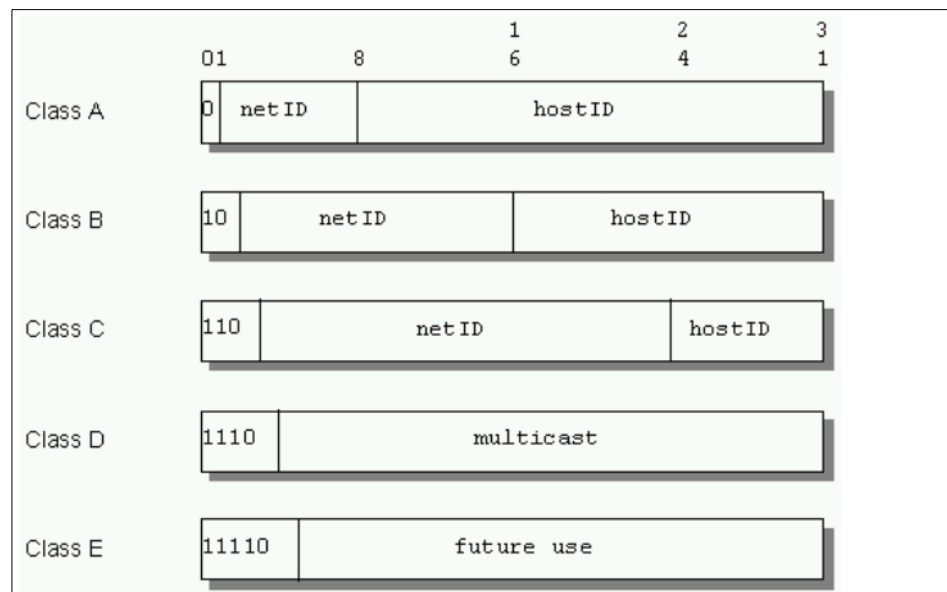 1 2 3
01 8 6 4 1
Class A 0 netID hostID
Class B 10 netID hostID
Class C 110 netID hostID
Class D 1110 multicast
Class E 11110 future use